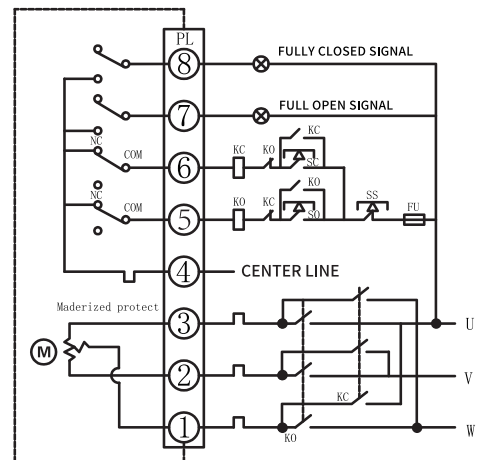 PL
8 FULLY CLOSED SIGNAL
7 FULL OPEN SIGNAL
KC
NC COM 6 KC KO SC
KO
NC COM 5 KO KC SO SS FU
4 CENTER LINE
Maderized protect
3 U
M 2 V
KC
1 KO W